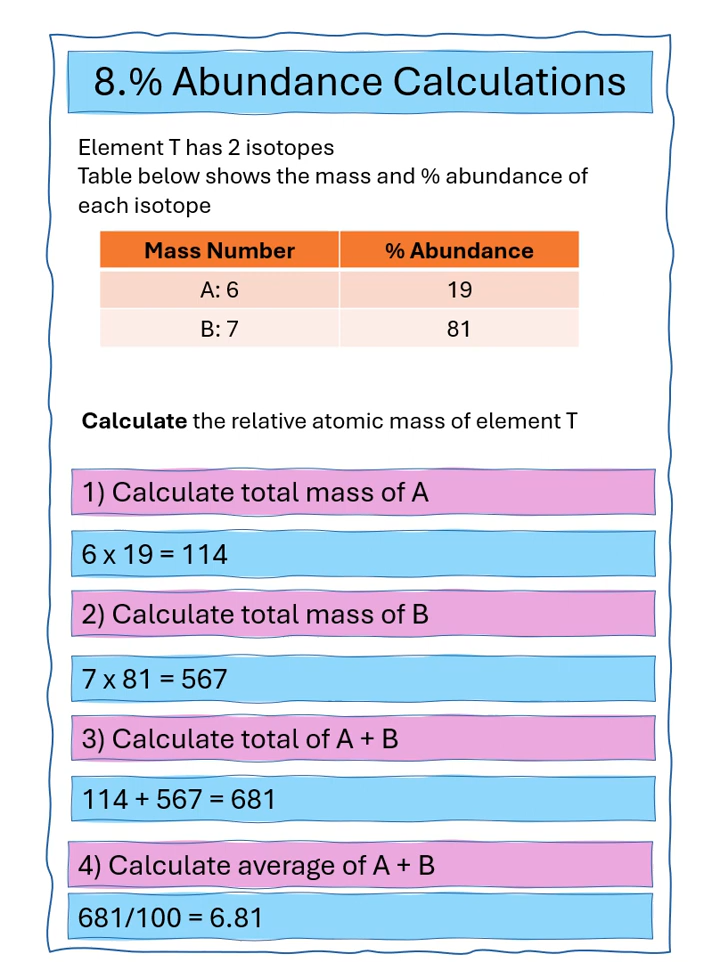 8.% Abundance Calculations
Element T has 2 isotopes
Table below shows the mass and % abundance of
each isotope
Mass Number % Abundance
A: 6 19
B: 7 81
Calculate the relative atomic mass of element T
1) Calculate total mass of A
6 x 19 = 114
2) Calculate total mass of B
7 x 81 = 567
3) Calculate total of A + B
114 + 567 = 681
4) Calculate average of A + B
681/100 = 6.81